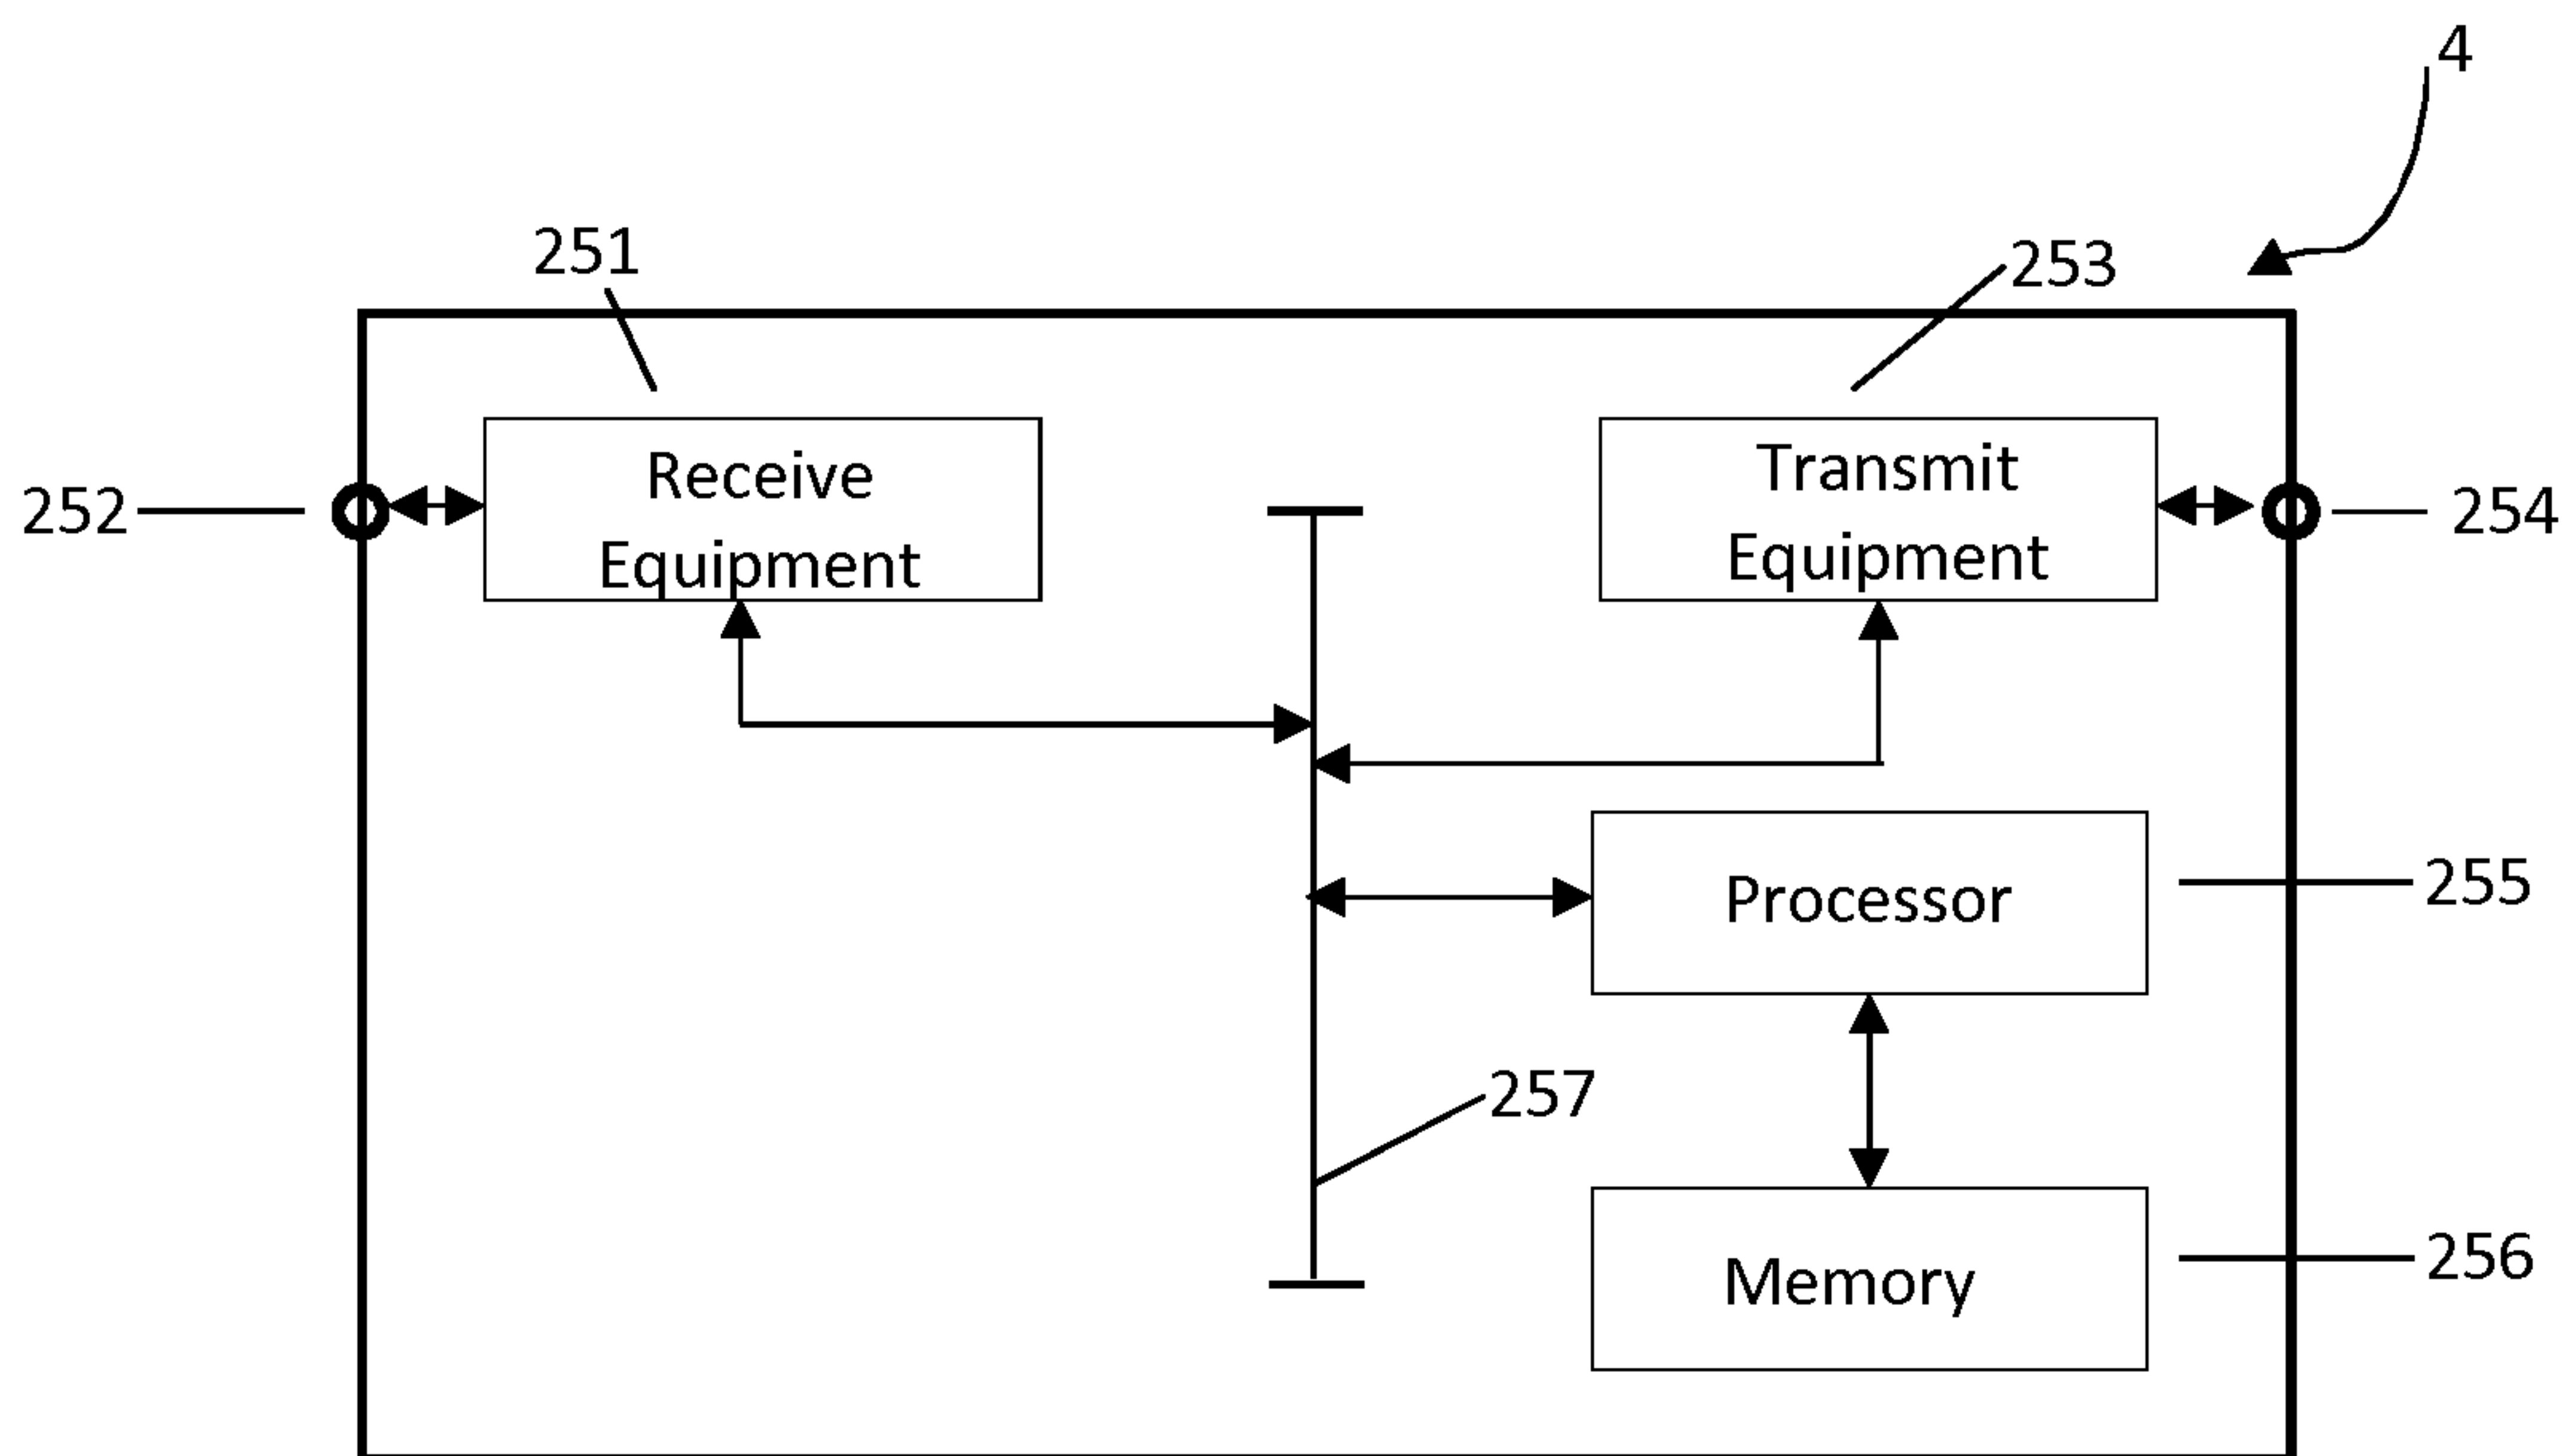 4
251
253
Receive
Equipment
Transmit
Equipment
252
254
Processor
255
257
Memory
256